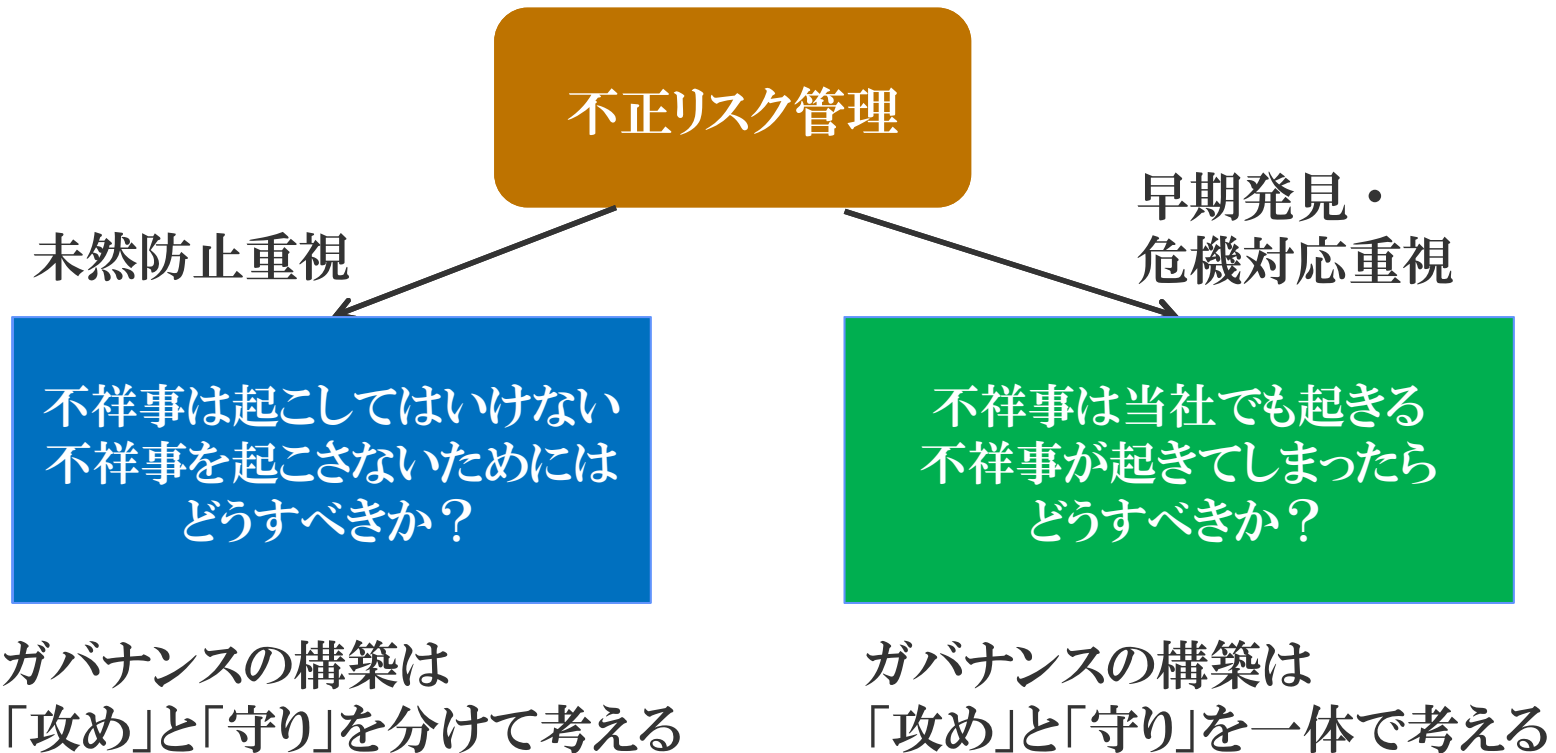 不正リスク管理
未然防止重視
早期発見・
危機対応重視
不祥事は起こしてはいけない
不祥事を起こさないためには
どうすべきか？
不祥事は当社でも起きる
不祥事が起きてしまったら
どうすべきか？
ガバナンスの構築は
「攻め」と「守り」を分けて考える
ガバナンスの構築は
「攻め」と「守り」を一体で考える